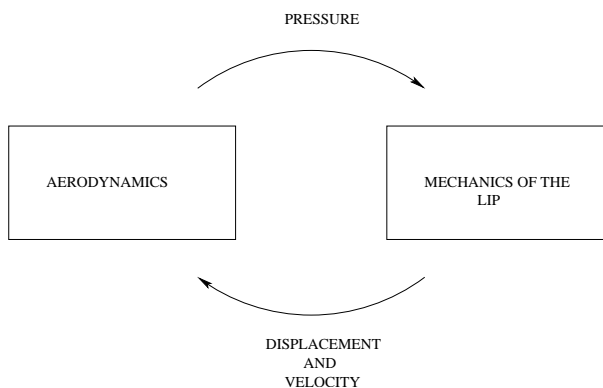 PRESSURE
AERODYNAMICS
MECHANICS OF THE
LIP
DISPLACEMENT
AND
VELOCITY